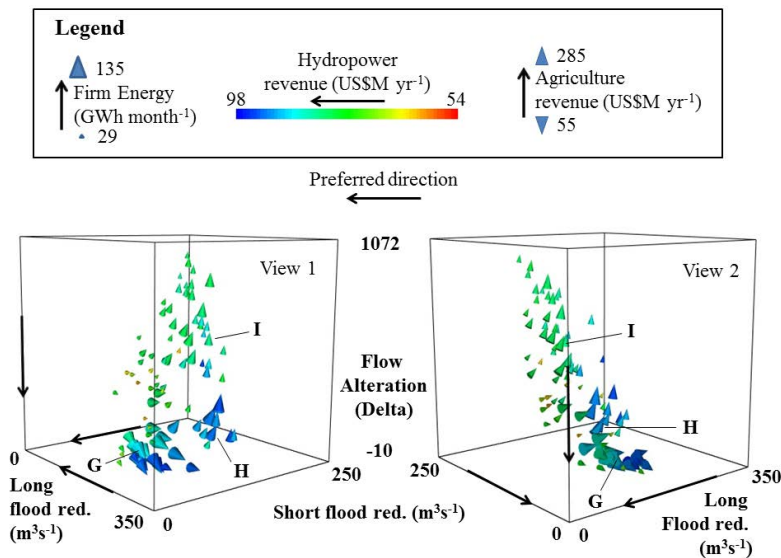 Legend
135
Firm Energy
(GWh month⁻¹)
29
Hydropower
revenue (US$M yr⁻¹)
98
54
285
Agriculture
revenue (US$M yr⁻¹)
55
Preferred direction
View 1
I
H
G
0
Long
flood red.
(m³s⁻¹)
350
0
Short flood red. (m³s⁻¹)
250
1072
Flow
Alteration
(Delta)
-10
View 2
I
H
G
250
0
0
350
Long
Flood red.
(m³s⁻¹)